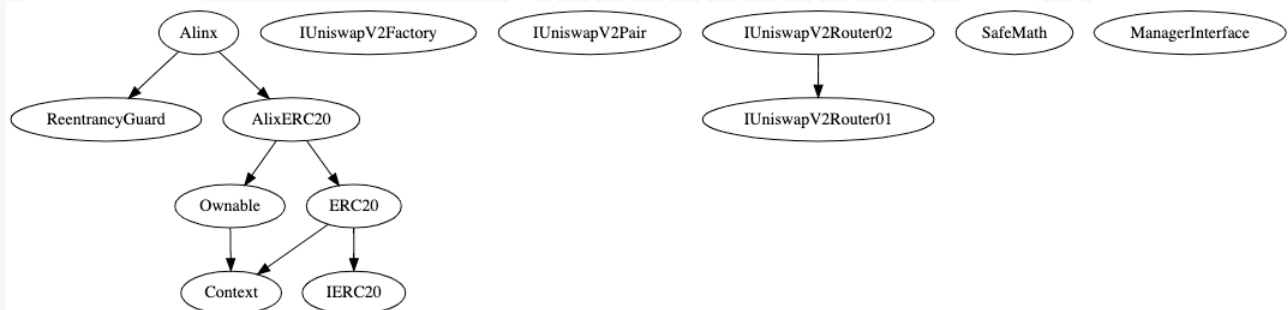 Alinx
IUniswapV2Factory
IUniswapV2Pair
IUniswapV2Router02
SafeMath
ManagerInterface
ReentrancyGuard
AlixERC20
IUniswapV2Router01
Ownable
ERC20
Context
IERC20